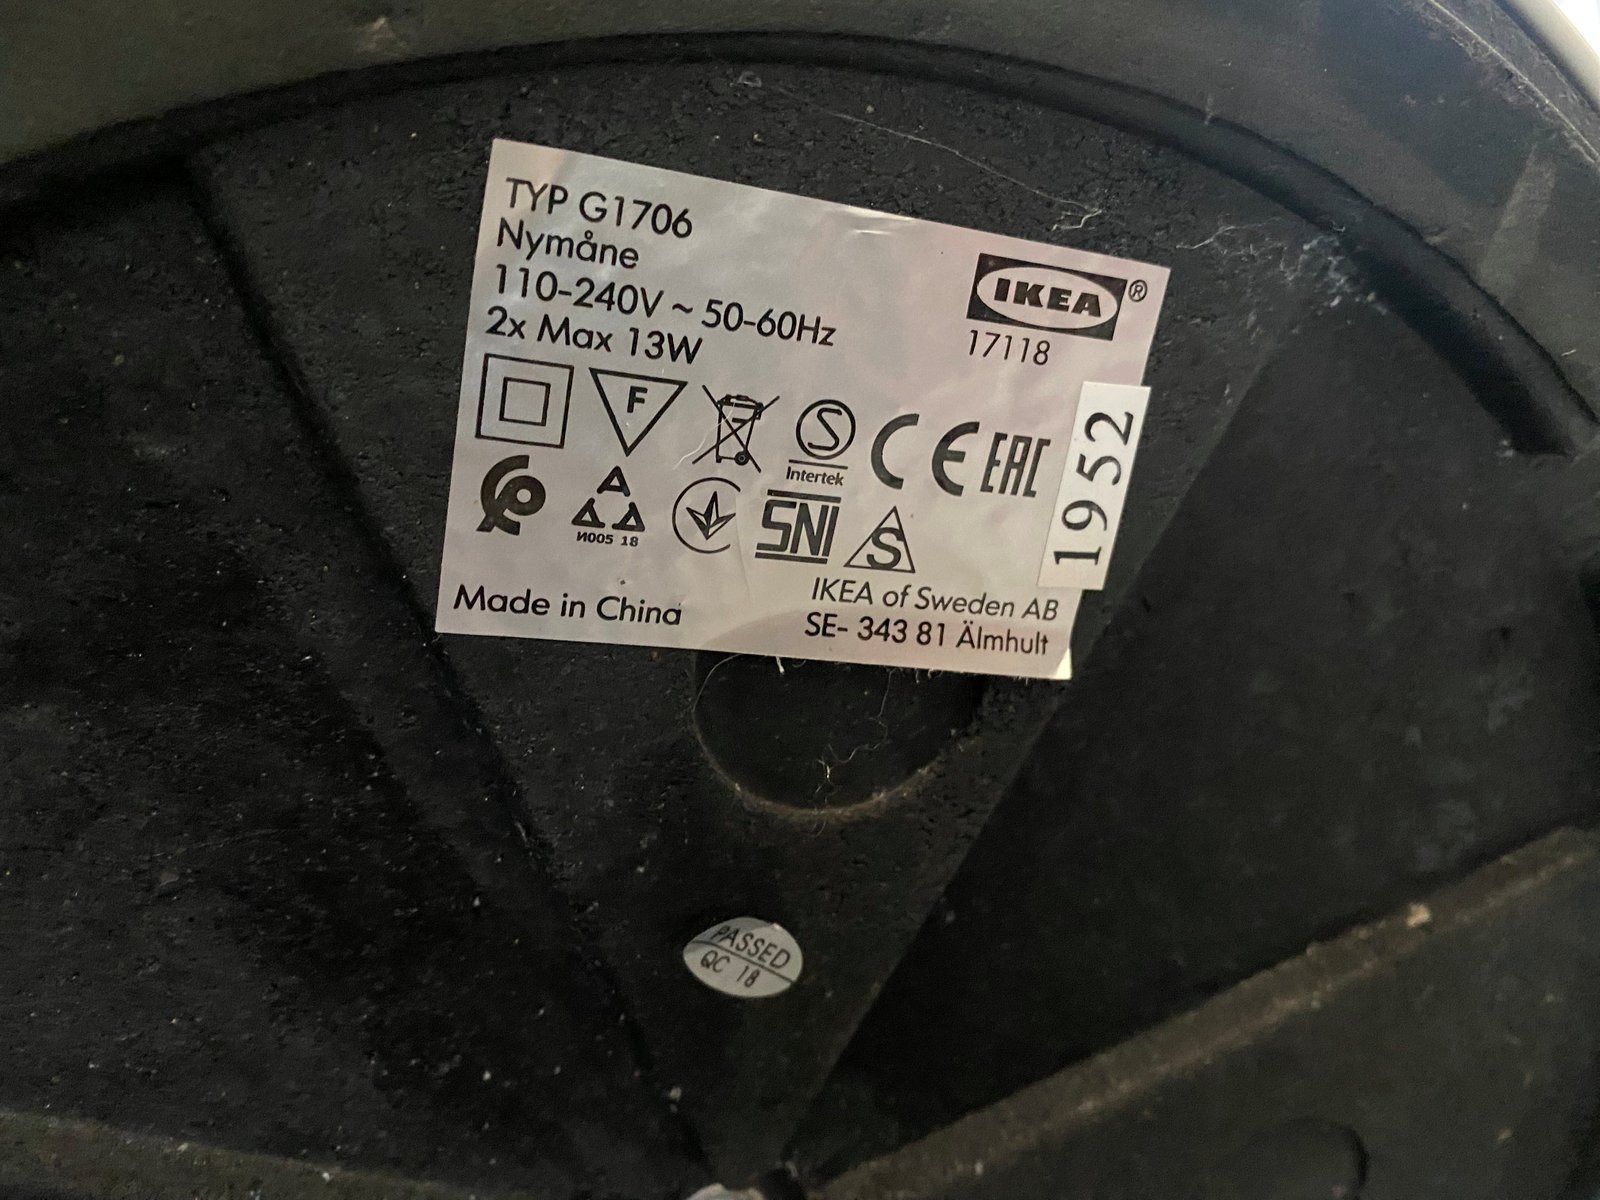 TYP G1706
Nymåne
110-240V ~ 50-60Hz
2x Max 13W
IKEA®
17118
F
S
Intertek
CE EAC
1952
A
И005 18
SNI
S
Made in China
IKEA of Sweden AB
SE- 343 81 Älmhult
PASSED
QC 18